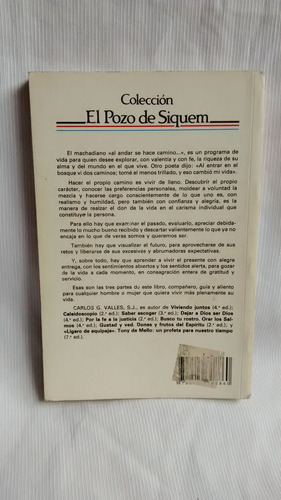 Colección
El Pozo de Siquem
El machadiano «al andar se hace camino...», es un programa de
vida para quien desee explorar, con valentía y con fe, la riqueza de su
alma y del mundo en el que vive. Otro poeta dijo: «Al entrar en el
bosque vi dos caminos; tomé el menos trillado, y eso cambió mi vida».
Hacer el propio camino es vivir de lleno. Descubrir el propio
carácter, conocer las preferencias personales, moldear a voluntad la
mezcla y hacerse cargo conscientemente de lo que uno es, con
realismo y humildad, pero también con confianza y alegría, es la
manera de realizar el don de la vida en el carisma individual que
constituye la persona.
Para ello hay que examinar el pasado, evaluarlo, apreciar debida-
mente lo mucho bueno recibido y descartar valientemente lo que ya no
encaja en lo que de veras somos y queremos ser.
También hay que visualizar el futuro, para aprovecharse de sus
retos y liberarse de sus excesivas y abrumadoras expectativas.
Y, sobre todo, hay que aprender a vivir el presente con alegre
entrega, con los sentimientos abiertos y los sentidos alerta, para gozar
de la vida a cada momento, en consagración entera de gratitud y
servicio.
Esas son las tres partes de este libro, compañero, guía y aliento
para cualquier hombre o mujer que quiera vivir más plenamente su
vida.
CARLOS G. VALLES, S.J., es autor de Viviendo juntos (4.ª ed.);
Caleidoscopio (2.ª ed.); Saber escoger (3.ª ed.); Dejar a Dios ser Dios
(4.ª ed.); Por la fe a la justicia (2.ª ed.); Busco tu rostro. Orar los Sal-
mos (4.ª ed.); Gustad y ved. Dones y frutos del Espíritu (2.ª ed.); y
«Ligero de equipaje». Tony de Mello: un profeta para nuestro tiempo
(7.ª ed.).